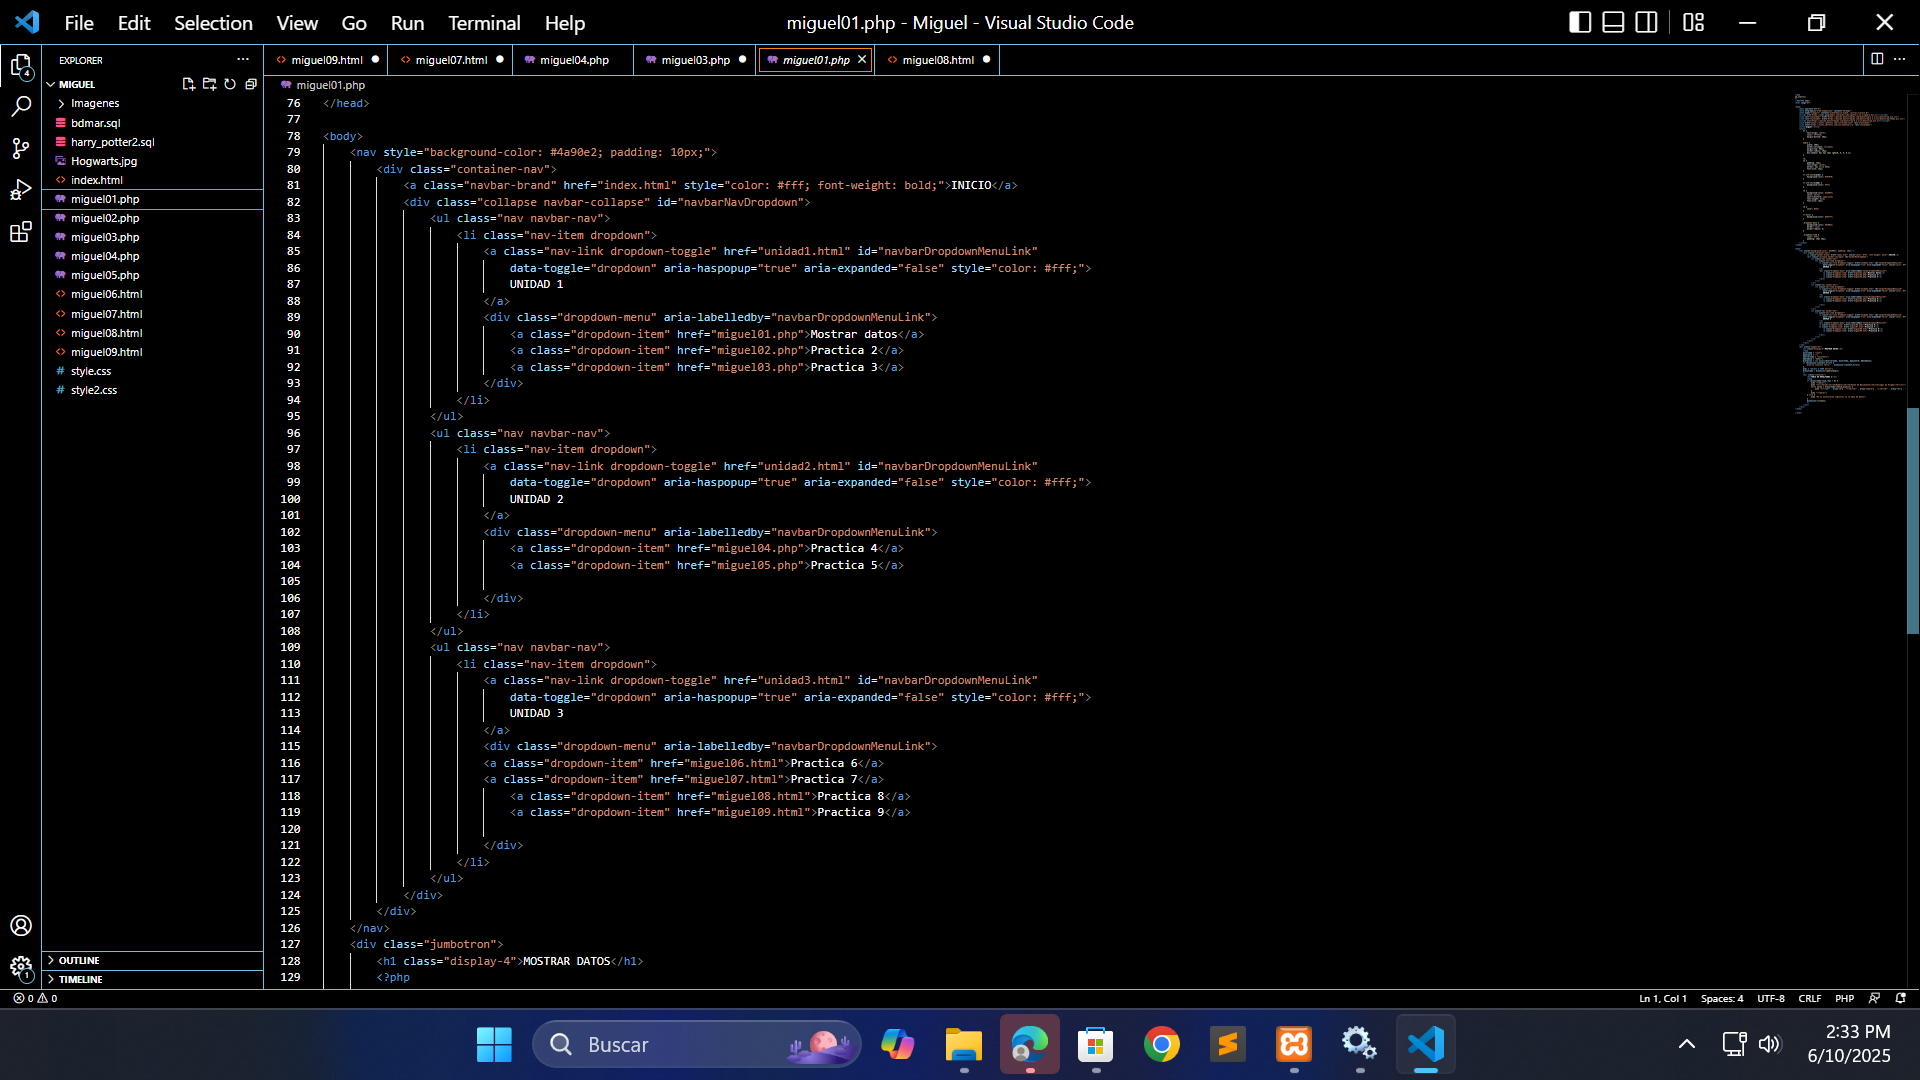 File Edit Selection View Go Run Terminal Help
miguel01.php - Miguel - Visual Studio Code
EXPLORER
miguel09.html
miguel07.html
miguel04.php
miguel03.php
miguel01.php
miguel08.html
MIGUEL
Imagenes
bdmar.sql
harry_potter2.sql
Hogwarts.jpg
index.html
miguel01.php
miguel02.php
miguel03.php
miguel04.php
miguel05.php
miguel06.html
miguel07.html
miguel08.html
miguel09.html
style.css
style2.css
OUTLINE
TIMELINE
miguel01.php
76 </head>
77
78 <body>
79 <nav style="background-color: #4a90e2; padding: 10px;">
80 <div class="container-nav">
81 <a class="navbar-brand" href="index.html" style="color: #fff; font-weight: bold;">INICIO</a>
82 <div class="collapse navbar-collapse" id="navbarNavDropdown">
83 <ul class="nav navbar-nav">
84 <li class="nav-item dropdown">
85 <a class="nav-link dropdown-toggle" href="unidad1.html" id="navbarDropdownMenuLink"
86 data-toggle="dropdown" aria-haspopup="true" aria-expanded="false" style="color: #fff;">
87 UNIDAD 1
88 </a>
89 <div class="dropdown-menu" aria-labelledby="navbarDropdownMenuLink">
90 <a class="dropdown-item" href="miguel01.php">Mostrar datos</a>
91 <a class="dropdown-item" href="miguel02.php">Practica 2</a>
92 <a class="dropdown-item" href="miguel03.php">Practica 3</a>
93 </div>
94 </li>
95 </ul>
96 <ul class="nav navbar-nav">
97 <li class="nav-item dropdown">
98 <a class="nav-link dropdown-toggle" href="unidad2.html" id="navbarDropdownMenuLink"
99 data-toggle="dropdown" aria-haspopup="true" aria-expanded="false" style="color: #fff;">
100 UNIDAD 2
101 </a>
102 <div class="dropdown-menu" aria-labelledby="navbarDropdownMenuLink">
103 <a class="dropdown-item" href="miguel04.php">Practica 4</a>
104 <a class="dropdown-item" href="miguel05.php">Practica 5</a>
105
106 </div>
107 </li>
108 </ul>
109 <ul class="nav navbar-nav">
110 <li class="nav-item dropdown">
111 <a class="nav-link dropdown-toggle" href="unidad3.html" id="navbarDropdownMenuLink"
112 data-toggle="dropdown" aria-haspopup="true" aria-expanded="false" style="color: #fff;">
113 UNIDAD 3
114 </a>
115 <div class="dropdown-menu" aria-labelledby="navbarDropdownMenuLink">
116 <a class="dropdown-item" href="miguel06.html">Practica 6</a>
117 <a class="dropdown-item" href="miguel07.html">Practica 7</a>
118 <a class="dropdown-item" href="miguel08.html">Practica 8</a>
119 <a class="dropdown-item" href="miguel09.html">Practica 9</a>
120
121 </div>
122 </li>
123 </ul>
124 </div>
125 </div>
126 </nav>
127 <div class="jumbotron">
128 <h1 class="display-4">MOSTRAR DATOS</h1>
129 <?php
4
1
0 0
Ln 1, Col 1 Spaces: 4 UTF-8 CRLF PHP
Buscar
2:33 PM
6/10/2025